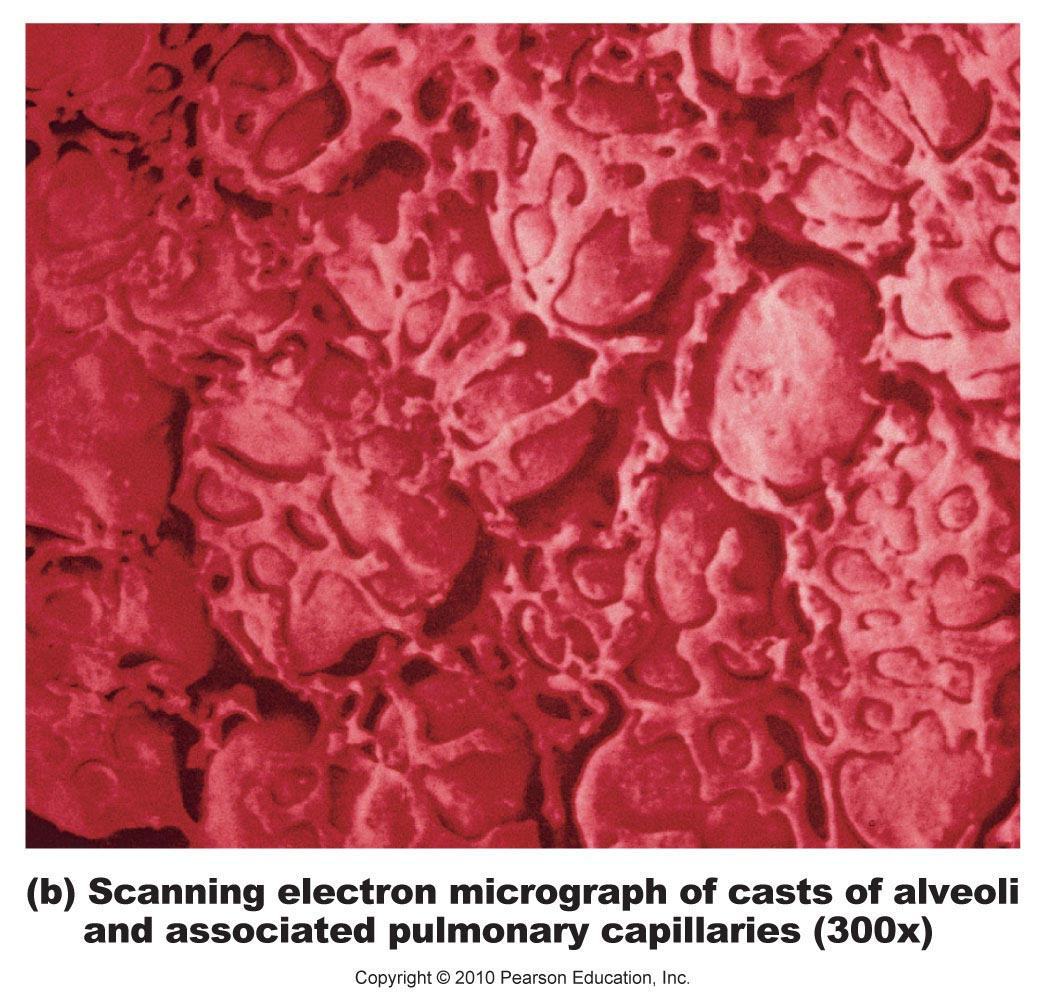 (b) Scanning electron micrograph of casts of alveoli
and associated pulmonary capillaries (300x)
Copyright © 2010 Pearson Education, Inc.